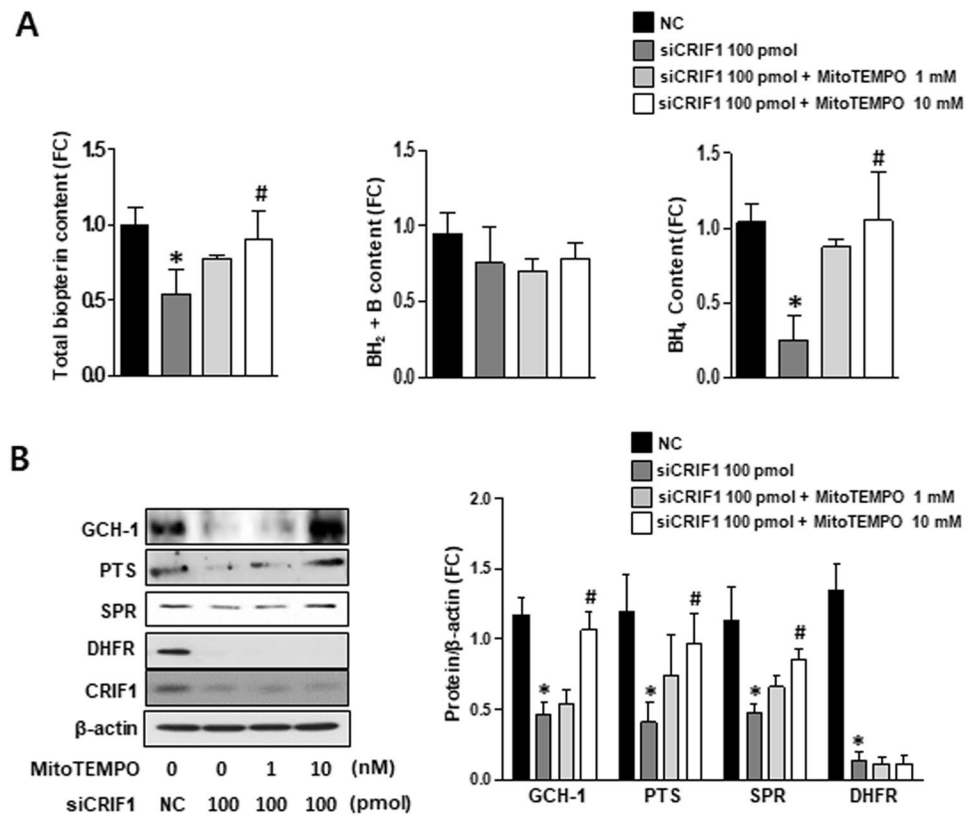 A
NC
siCRIF1 100 pmol
siCRIF1 100 pmol + MitoTEMPO 1 mM
siCRIF1 100 pmol + MitoTEMPO 10 mM
Total biopterin content (FC)
1.5
1.0
0.5
0.0
*
#
BH₂ + B content (FC)
1.5
1.0
0.5
0.0
BH₄ Content (FC)
1.5
1.0
0.5
0.0
*
#
B
GCH-1
PTS
SPR
DHFR
CRIF1
β-actin
MitoTEMPO 0 0 1 10 (nM)
siCRIF1 NC 100 100 100 (pmol)
NC
siCRIF1 100 pmol
siCRIF1 100 pmol + MitoTEMPO 1 mM
siCRIF1 100 pmol + MitoTEMPO 10 mM
Protein/β-actin (FC)
2.0
1.5
1.0
0.5
0.0
* # * # * # *
GCH-1 PTS SPR DHFR